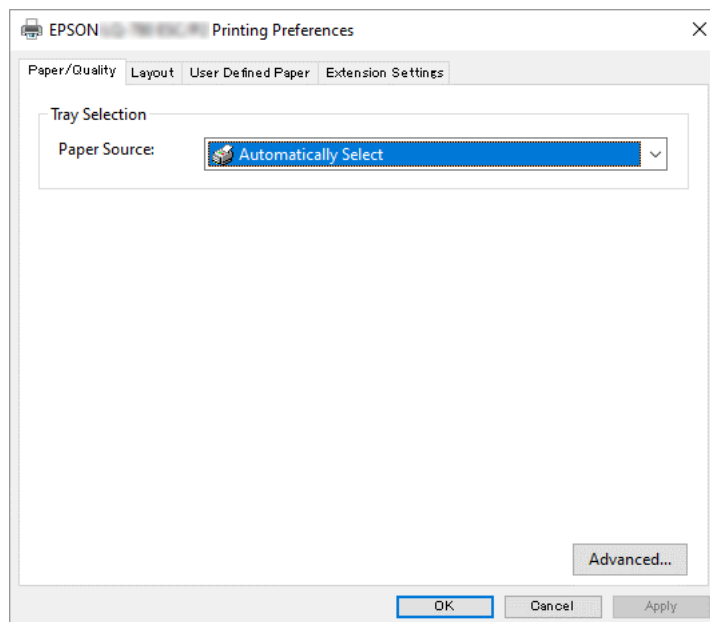 EPSON Printing Preferences
Paper/Quality Layout User Defined Paper Extension Settings
Tray Selection
Paper Source: Automatically Select
Advanced...
OK Cancel Apply